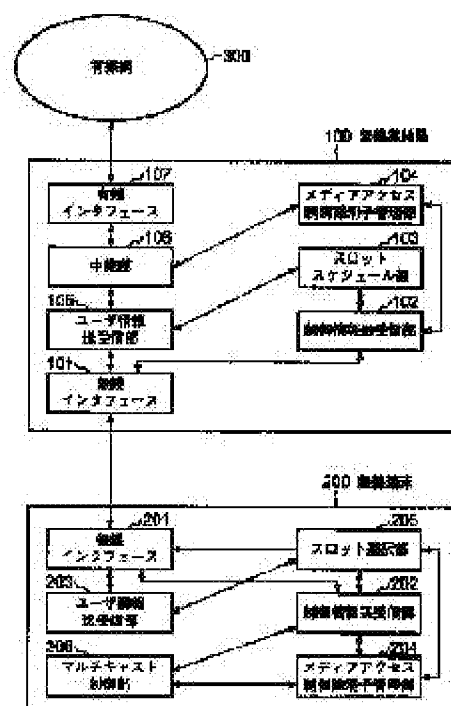 有線網
300
100 無線基地局
107
有線
インタフェース
104
メディアアクセス
制御識別子管理部
106
中継部
103
スロット
スケジュール部
105
ユーザ情報
送受信部
102
制御情報送受信部
101
無線
インタフェース
200 無線端末
201
無線
インタフェース
205
スロット選択部
203
ユーザ情報
送受信部
202
制御情報送受信部
206
マルチキャスト
制御部
204
メディアアクセス
制御識別子管理部